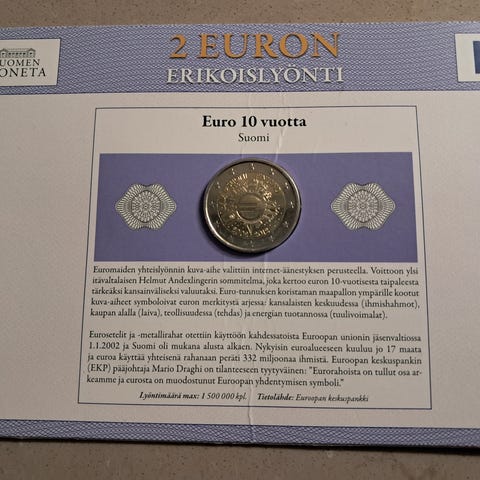 SUOMEN
MONETA
2 EURON
ERIKOISLYÖNTI
Euro 10 vuotta
Suomi
Euromaiden yhteislyönnin kuva-aihe valittiin internet-äänestyksen perusteella. Voittoon ylsi
itävaltalaisen Helmut Andexlingerin sommitelma, joka kertoo euron 10-vuotisesta taipaleesta
tärkeäksi kansainväliseksi valuutaksi. Euro-tunnuksen koristaman maapallon ympärille kootut
kuva-aiheet symboloivat euron merkitystä arjessa: kansalaisten keskuudessa (ihmishahmot),
kaupan alalla (laiva), teollisuudessa (tehdas) ja energian tuotannossa (tuulivoimalat).
Eurosetelit ja -metallirahat otettiin käyttöön kahdessatoista Euroopan unionin jäsenvaltiossa
1.1.2002 ja Suomi oli mukana alusta alkaen. Nykyisin euroalueeseen kuuluu jo 17 maata
ja euroa käyttää yhteisenä rahanaan peräti 332 miljoonaa ihmistä. Euroopan keskuspankin
(EKP) pääjohtaja Mario Draghi on tilanteeseen tyytyväinen: "Eurorahoista on tullut osa ar-
keamme ja eurosta on muodostunut Euroopan yhdentymisen symboli."
Lyöntimäärä max: 1 500 000 kpl. Tietolähde: Euroopan keskuspankki